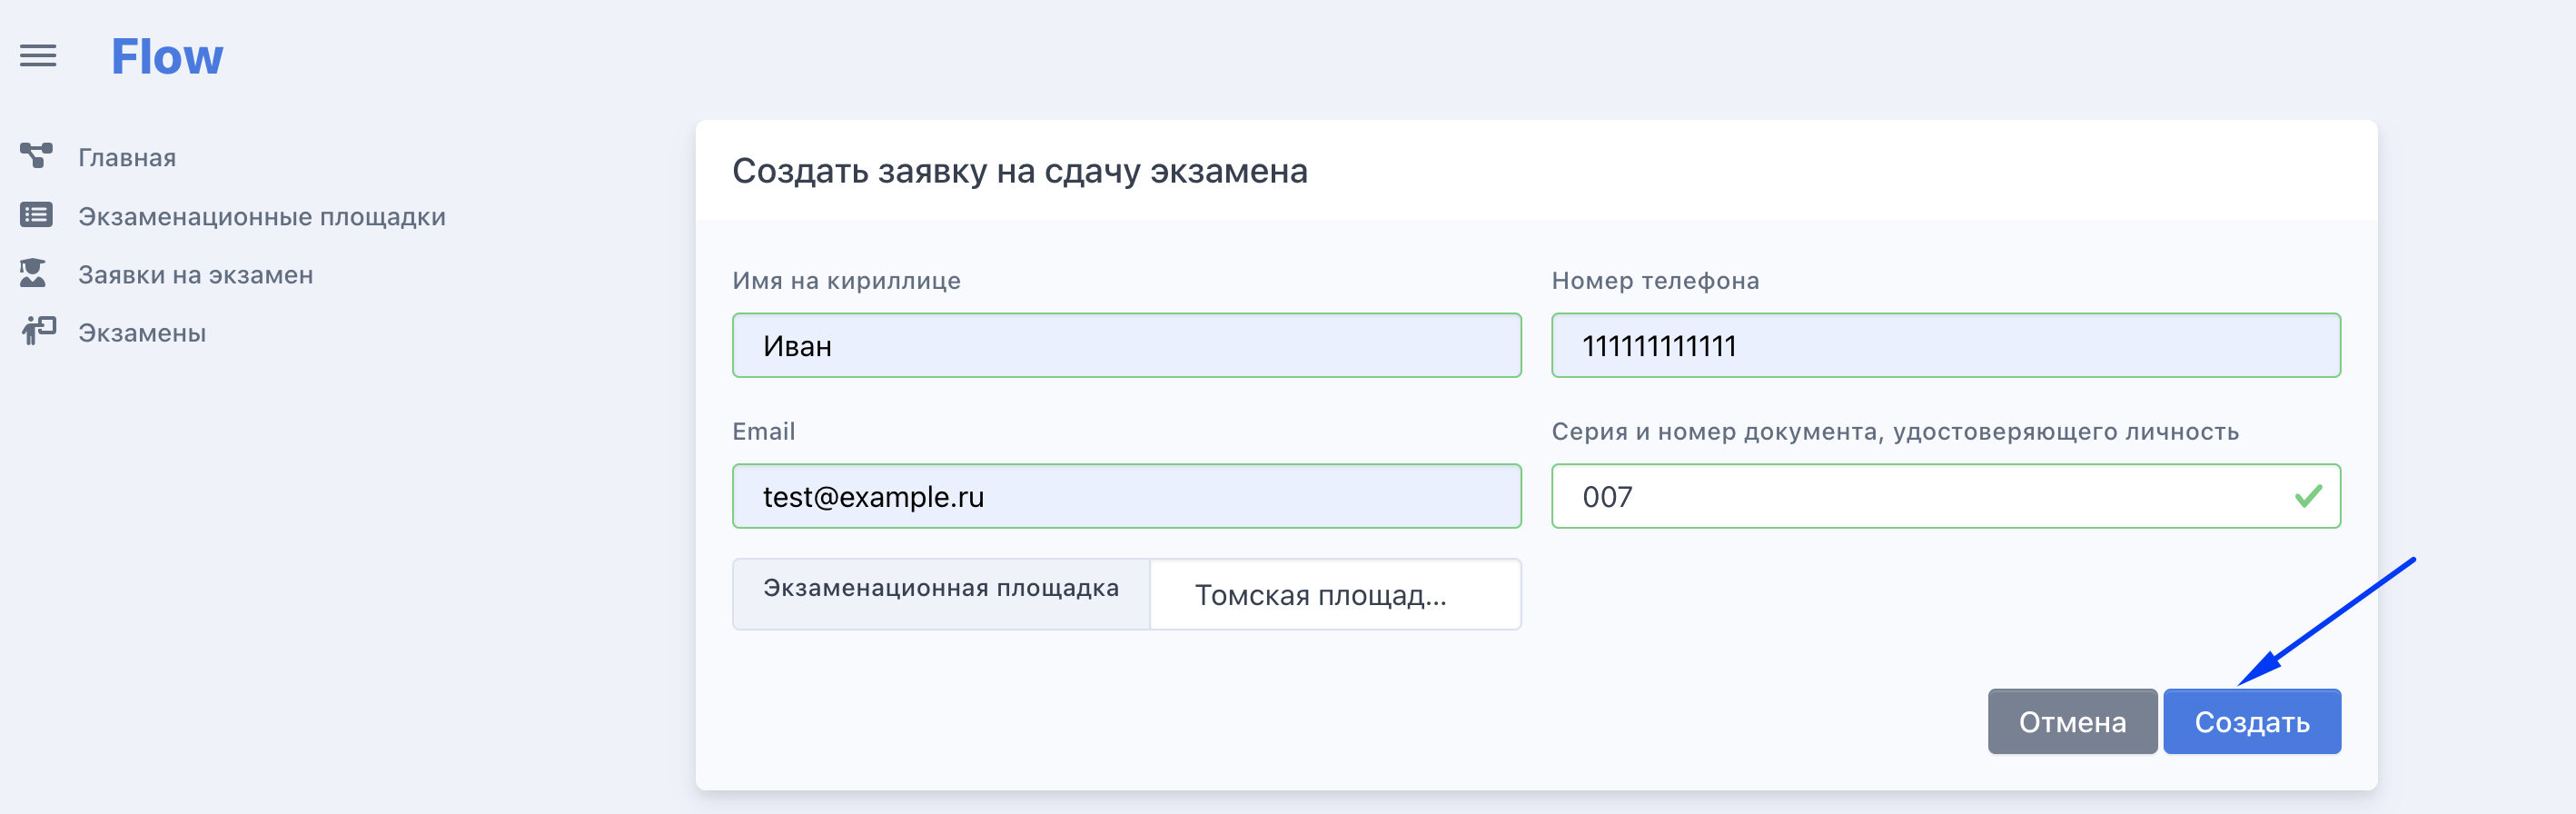 Flow
Главная
Экзаменационные площадки
Заявки на экзамен
Экзамены
Создать заявку на сдачу экзамена
Имя на кириллице
Номер телефона
Иван
111111111111
Email
Серия и номер документа, удостоверяющего личность
test@example.ru
007
Экзаменационная площадка
Томская площад...
Отмена
Создать